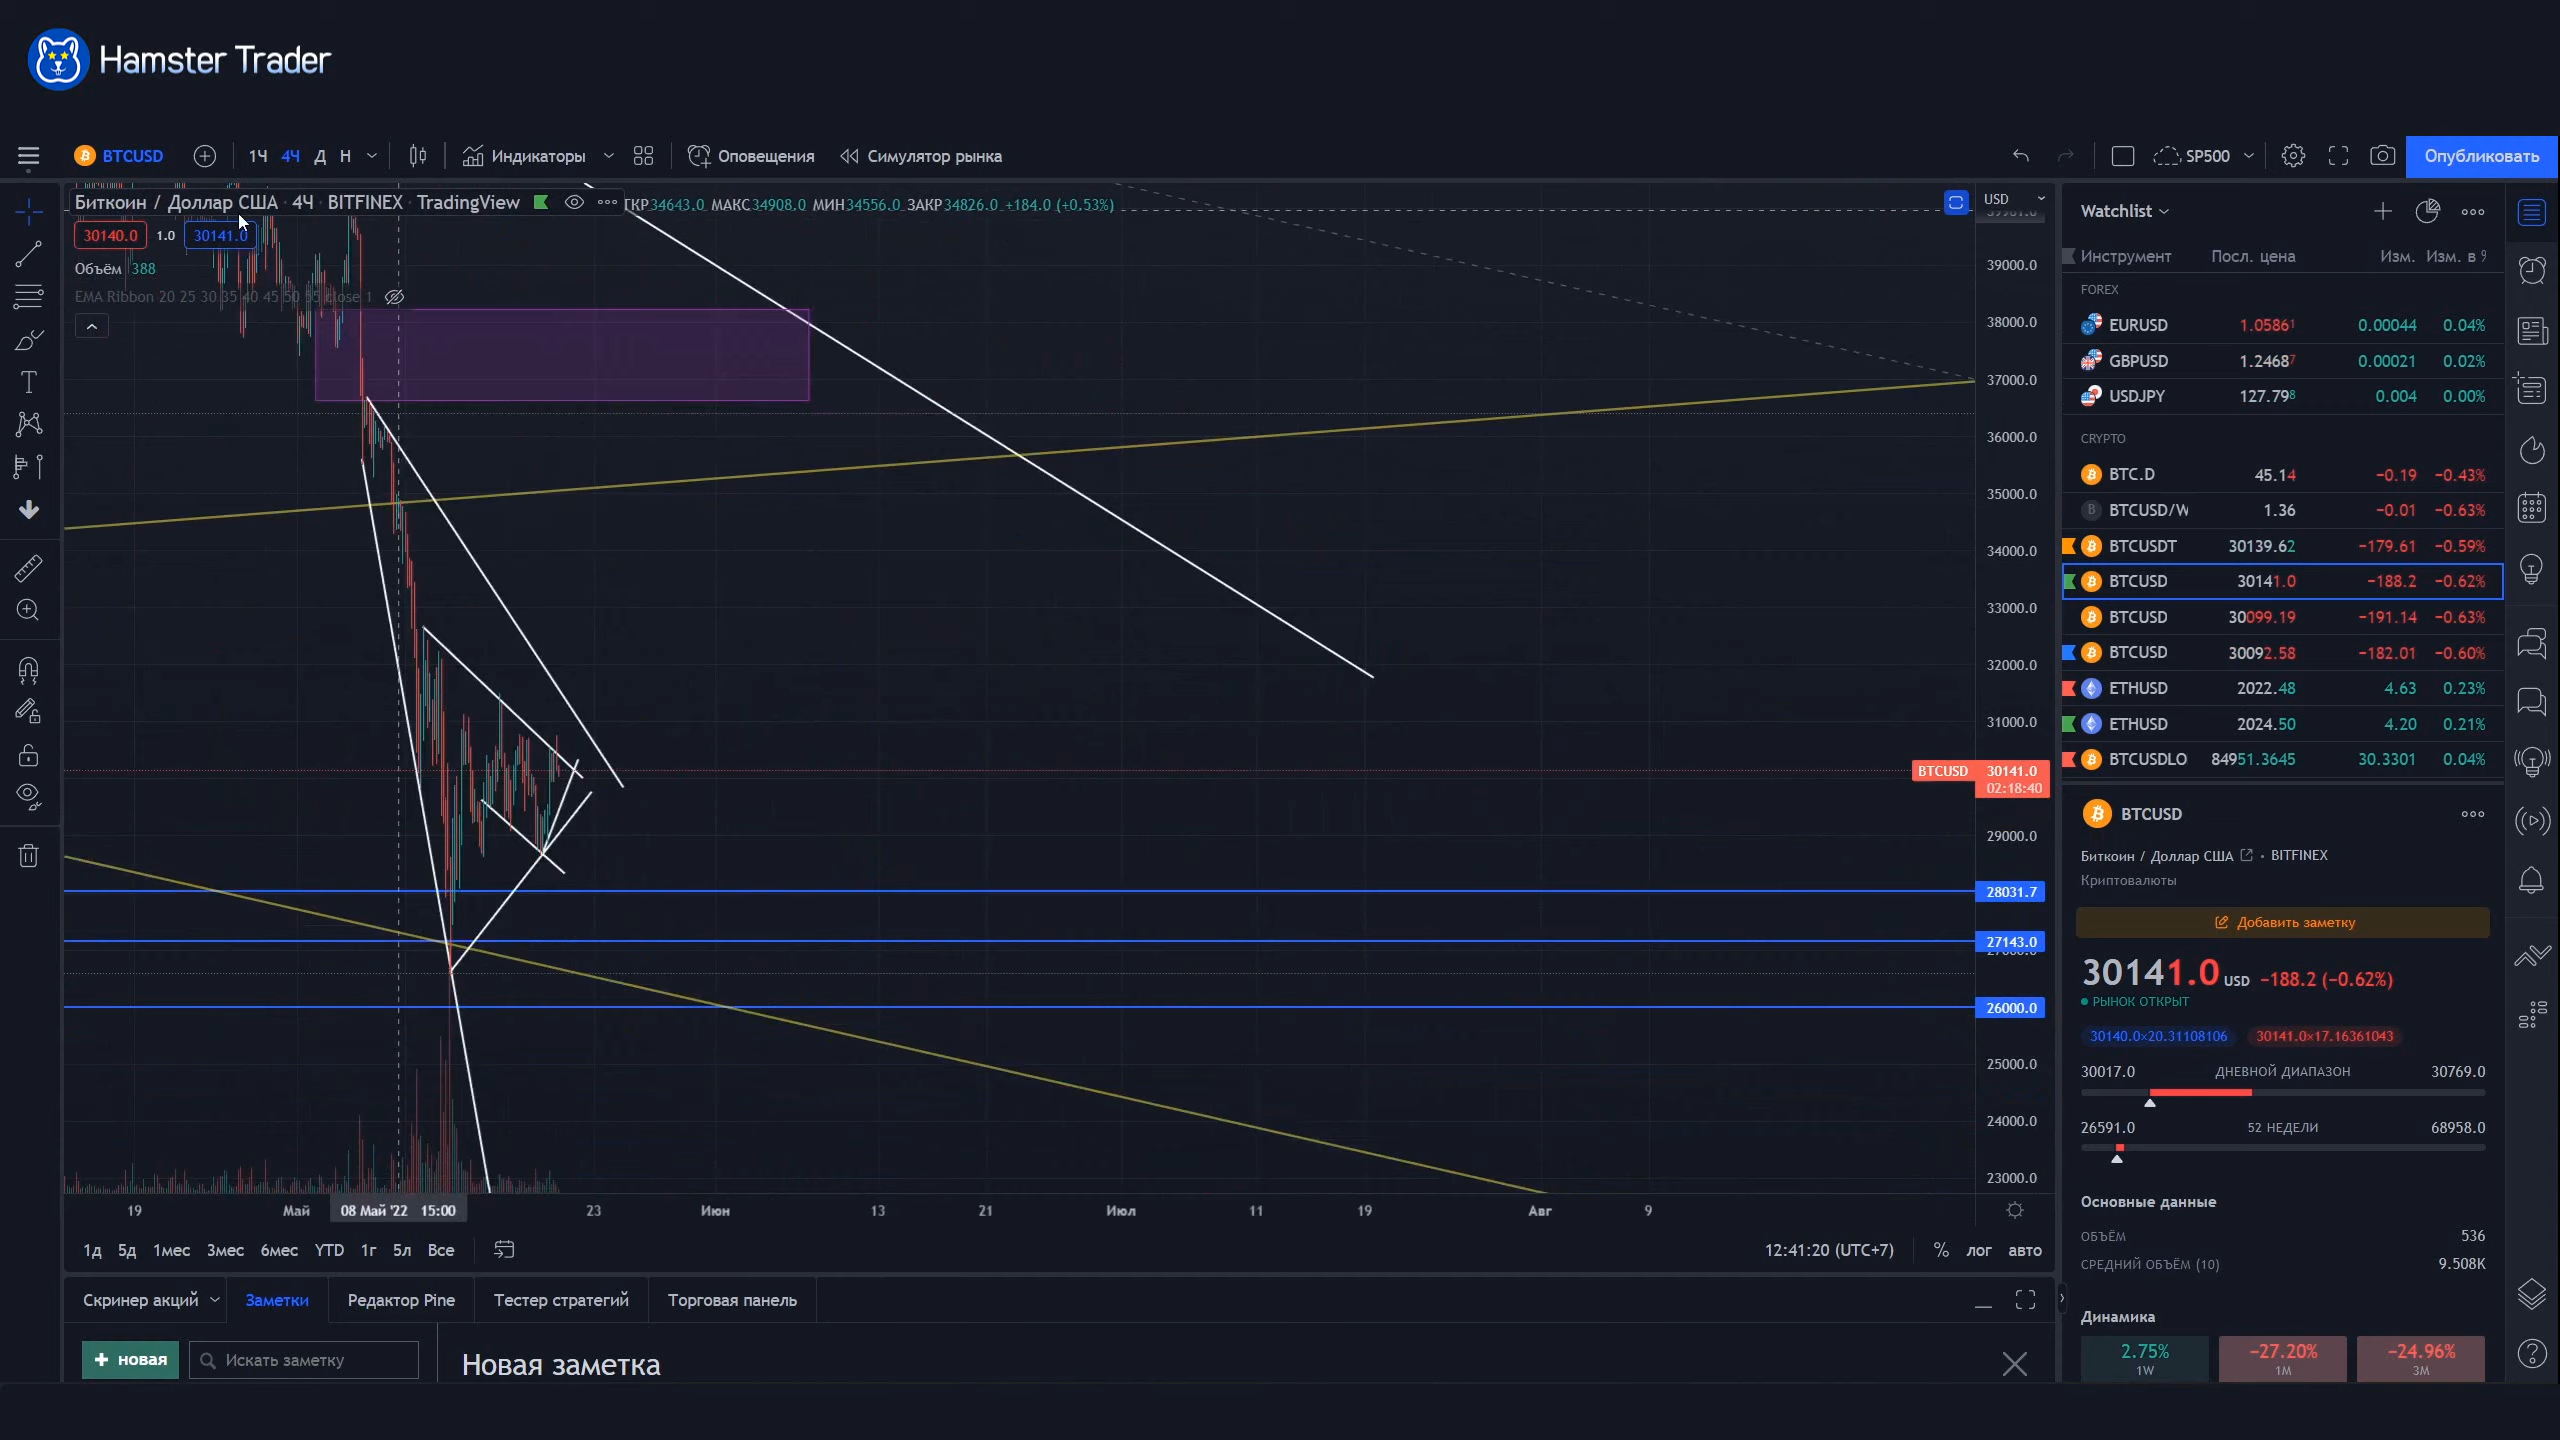 Hamster Trader
BTCUSD 1Ч 4Ч Д Н Индикаторы Оповещения Симулятор рынка SP500 Опубликовать
Биткоин / Доллар США · 4Ч · BITFINEX · TradingView ТКР34643.0 МАКС34908.0 МИН34556.0 ЗАКР34826.0 +184.0 (+0.53%)
30140.0 1.0 30141.0
Объём 388
EMA Ribbon 20 25 30 35 40 45 50 55 close 1
USD
39000.0
38000.0
37000.0
36000.0
35000.0
34000.0
33000.0
32000.0
31000.0
BTCUSD 30141.0
02:18:40
29000.0
28031.7
27143.0
26000.0
25000.0
24000.0
23000.0
19 Май 08 Май '22 15:00 23 Июн 13 21 Июл 11 19 Авг 9
1д 5д 1мес 3мес 6мес YTD 1г 5л Все 12:41:20 (UTC+7) % лог авто
Скринер акций Заметки Редактор Pine Тестер стратегий Торговая панель
+ новая Искать заметку Новая заметка
Watchlist
Инструмент Посл. цена Изм. Изм. в %
FOREX
EURUSD 1.05861 0.00044 0.04%
GBPUSD 1.24687 0.00021 0.02%
USDJPY 127.798 0.004 0.00%
CRYPTO
BTC.D 45.14 −0.19 −0.43%
B BTCUSD/W 1.36 −0.01 −0.63%
BTCUSDT 30139.62 −179.61 −0.59%
BTCUSD 30141.0 −188.2 −0.62%
BTCUSD 30099.19 −191.14 −0.63%
BTCUSD 30092.58 −182.01 −0.60%
ETHUSD 2022.48 4.63 0.23%
ETHUSD 2024.50 4.20 0.21%
BTCUSDLO 84951.3645 30.3301 0.04%
BTCUSD
Биткоин / Доллар США · BITFINEX
Криптовалюты
Добавить заметку
30141.0 USD −188.2 (−0.62%)
РЫНОК ОТКРЫТ
30140.0×20.31108106 30141.0×17.16361043
30017.0 ДНЕВНОЙ ДИАПАЗОН 30769.0
26591.0 52 НЕДЕЛИ 68958.0
Основные данные
ОБЪЁМ 536
СРЕДНИЙ ОБЪЁМ (10) 9.508K
Динамика
2.75% −27.20% −24.96%
1W 1M 3M